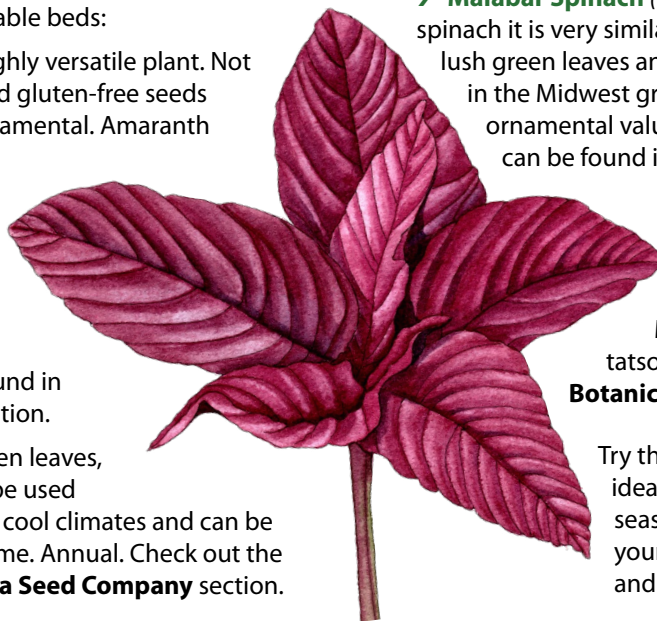 able beds:
ghly versatile plant. Not
d gluten-free seeds
namental. Amaranth
und in
tion.
en leaves,
be used
cool climates and can be
me. Annual. Check out the
a Seed Company section.
Malabar Spinach (
spinach it is very simila
lush green leaves an
in the Midwest gr
ornamental valu
can be found i
tatso
Botanic
Try th
idea
seas
your
and